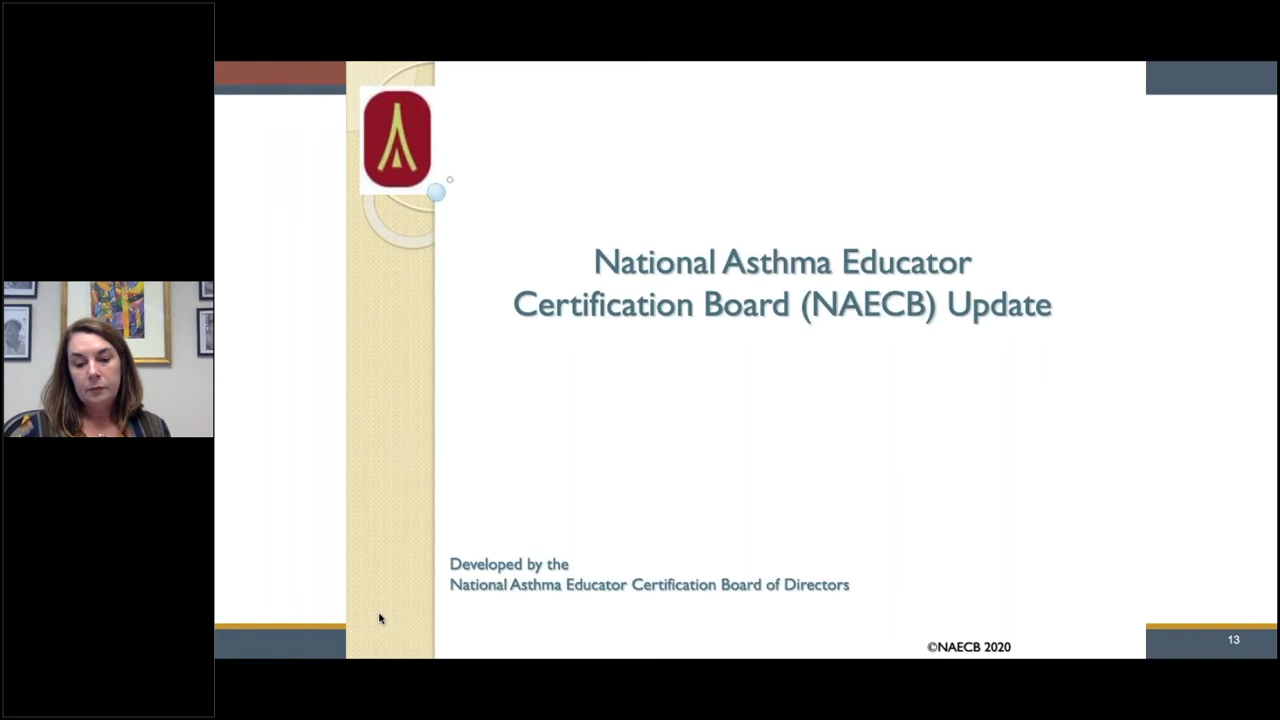 National Asthma Educator
Certification Board (NAECB) Update
Developed by the
National Asthma Educator Certification Board of Directors
©NAECB 2020
13